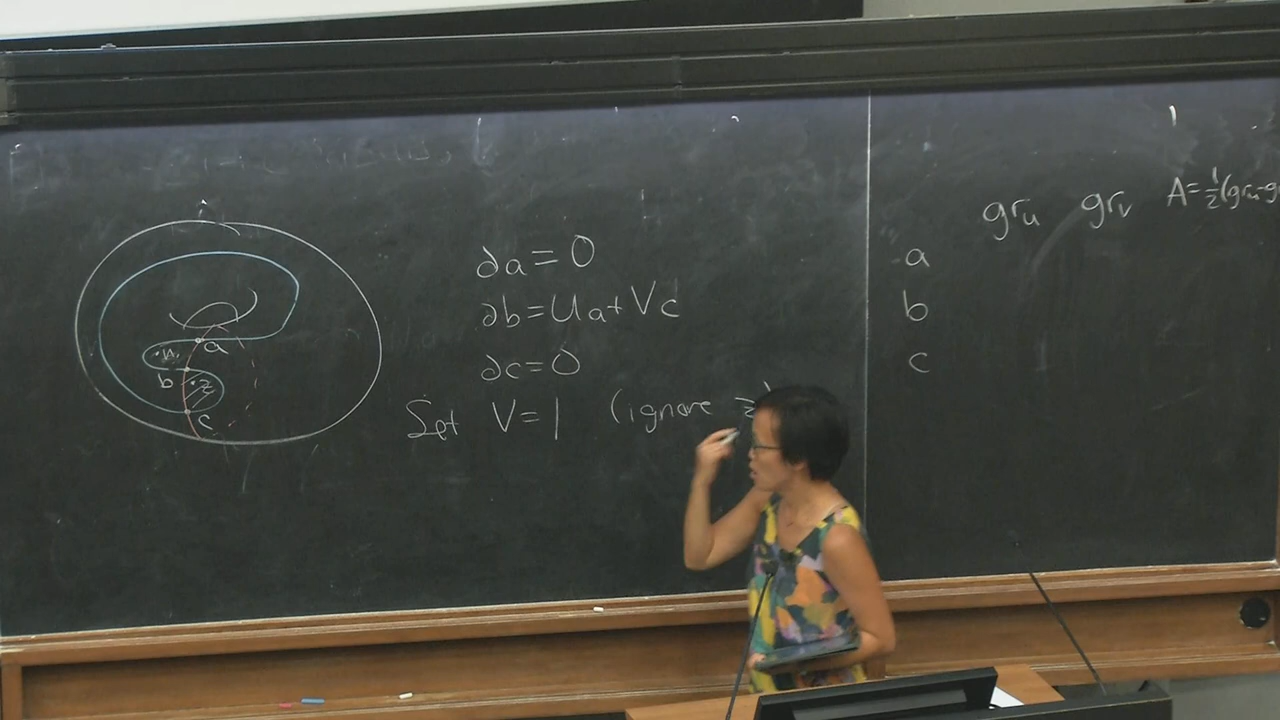 a
w
b
z
c
∂a = 0
∂b = Ua + Vc
∂c = 0
Set V = 1 (ignore z)
gr_u gr_v A = ½(gr_u - g
a
b
c